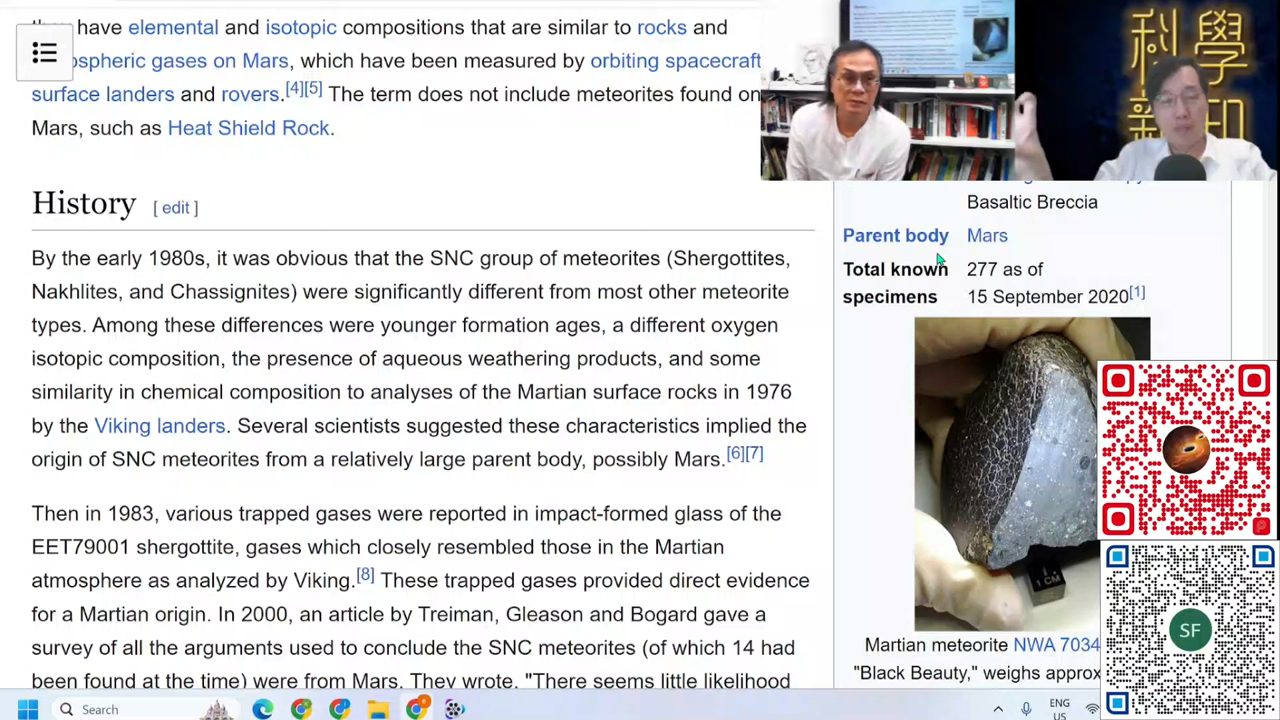 they have elemental and isotopic compositions that are similar to rocks and
atmospheric gases on Mars, which have been measured by orbiting spacecraft
surface landers and rovers.[4][5] The term does not include meteorites found on
Mars, such as Heat Shield Rock.
History [ edit ]
By the early 1980s, it was obvious that the SNC group of meteorites (Shergottites,
Nakhlites, and Chassignites) were significantly different from most other meteorite
types. Among these differences were younger formation ages, a different oxygen
isotopic composition, the presence of aqueous weathering products, and some
similarity in chemical composition to analyses of the Martian surface rocks in 1976
by the Viking landers. Several scientists suggested these characteristics implied the
origin of SNC meteorites from a relatively large parent body, possibly Mars.[6][7]
Then in 1983, various trapped gases were reported in impact-formed glass of the
EET79001 shergottite, gases which closely resembled those in the Martian
atmosphere as analyzed by Viking.[8] These trapped gases provided direct evidence
for a Martian origin. In 2000, an article by Treiman, Gleason and Bogard gave a
survey of all the arguments used to conclude the SNC meteorites (of which 14 had
been found at the time) were from Mars. They wrote, "There seems little likelihood
科學
新知
Basaltic Breccia
Parent body Mars
Total known specimens 277 as of
15 September 2020[1]
1 CM
Martian meteorite NWA 7034
"Black Beauty," weighs approx
SF
Search
ENG
US